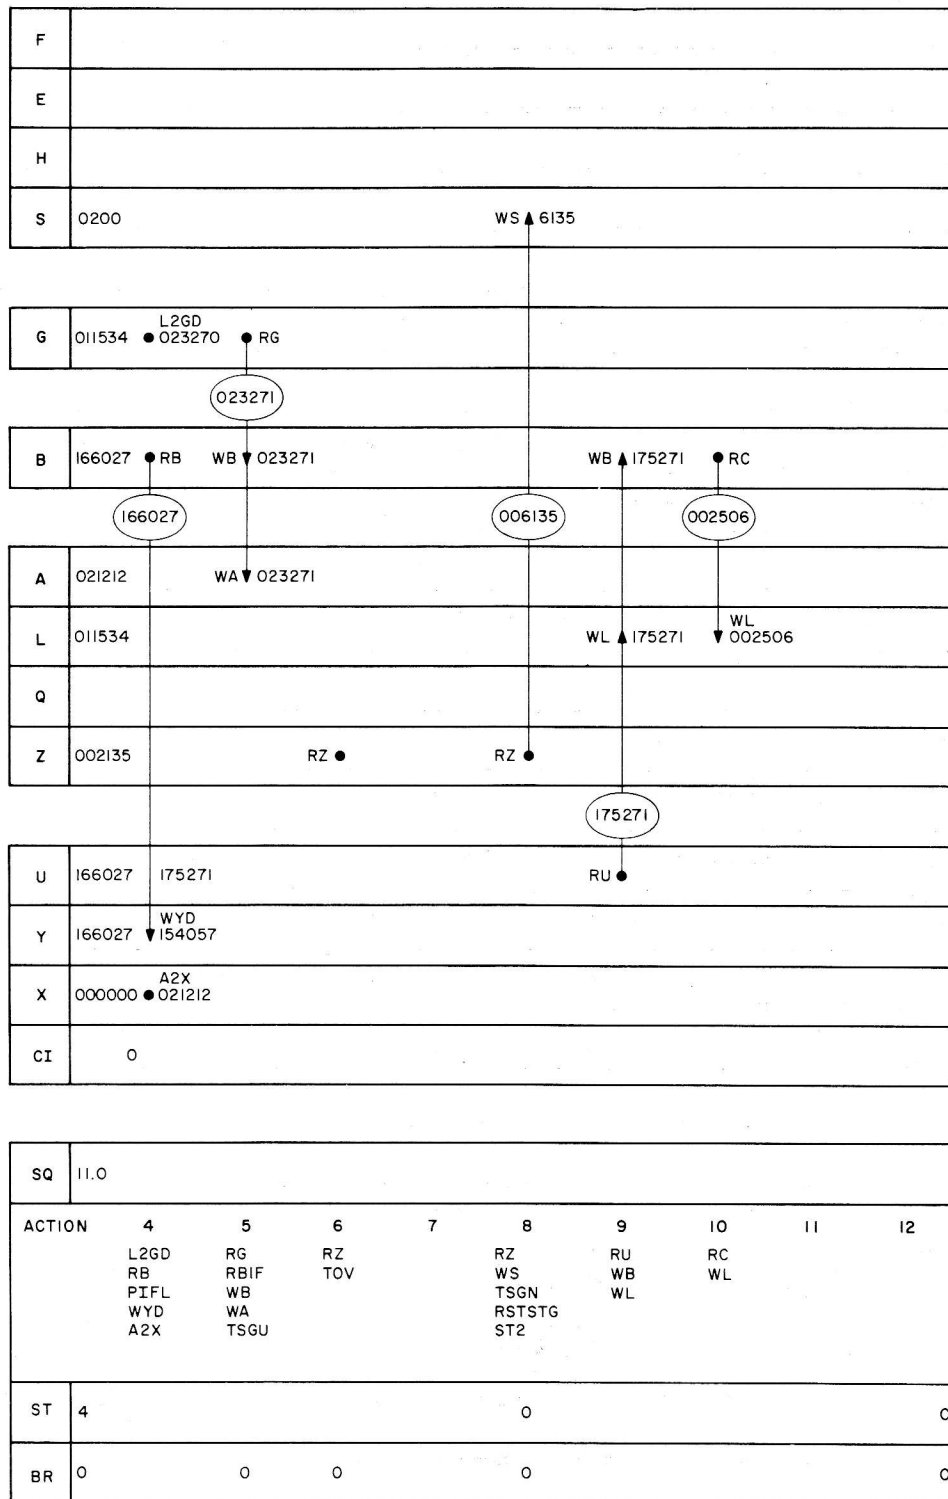 F
E
H
S 0200 WS 6135
L2GD
G 011534 023270 RG
023271
B 166027 RB WB 023271 WB 175271 RC
166027 006135 002506
A 021212 WA 023271
WL
L 011534 WL 175271 002506
Q
Z 002135 RZ RZ
175271
U 166027 175271 RU
WYD
Y 166027 154057
A2X
X 000000 021212
CI 0
SQ 11.0
ACTION 4 5 6 7 8 9 10 11 12
L2GD RG RZ RZ RU RC
RB RBIF TOV WS WB WL
PIFL WB TSGN WL
WYD WA RSTSTG
A2X TSGU ST2
ST 4 0 0
BR 0 0 0 0 0